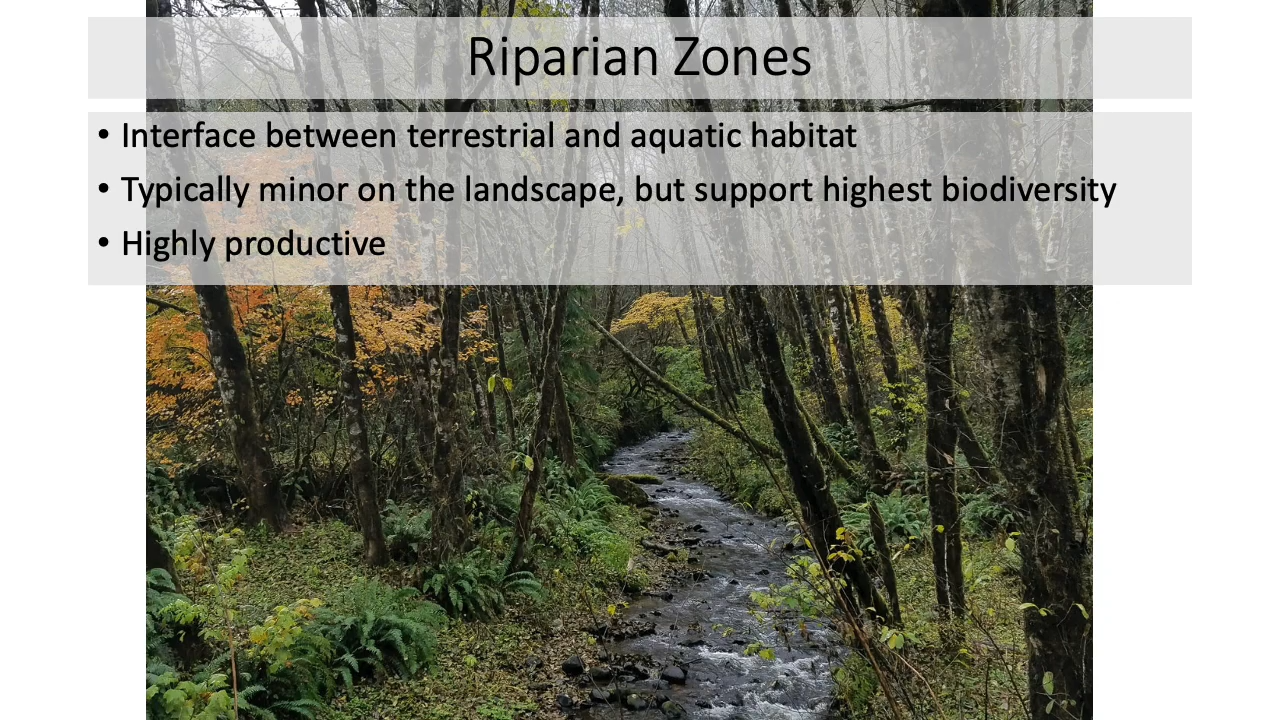 Riparian Zones
• Interface between terrestrial and aquatic habitat
• Typically minor on the landscape, but support highest biodiversity
• Highly productive